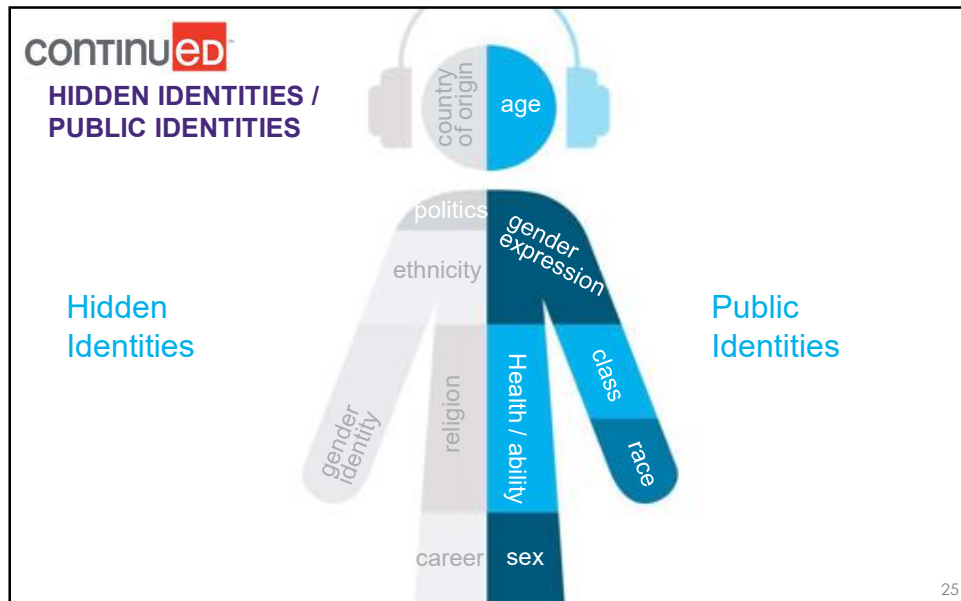 continued
HIDDEN IDENTITIES /
PUBLIC IDENTITIES
country
of origin
age
politics
gender
expression
ethnicity
Hidden
Identities
Public
Identities
class
religion
Health / ability
gender
identity
race
career
sex
25